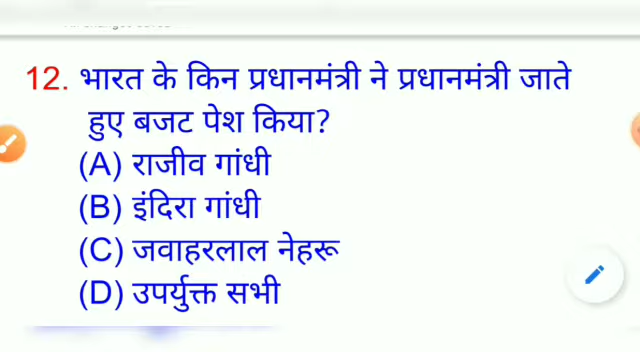 12. भारत के किन प्रधानमंत्री ने प्रधानमंत्री जाते
हुए बजट पेश किया?
(A) राजीव गांधी
(B) इंदिरा गांधी
(C) जवाहरलाल नेहरू
(D) उपर्युक्त सभी